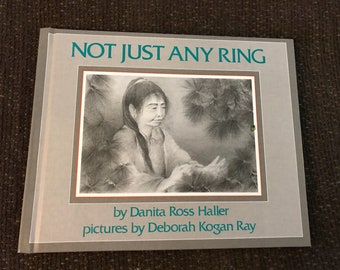 NOT JUST ANY RING
by Danita Ross Haller
pictures by Deborah Kogan Ray